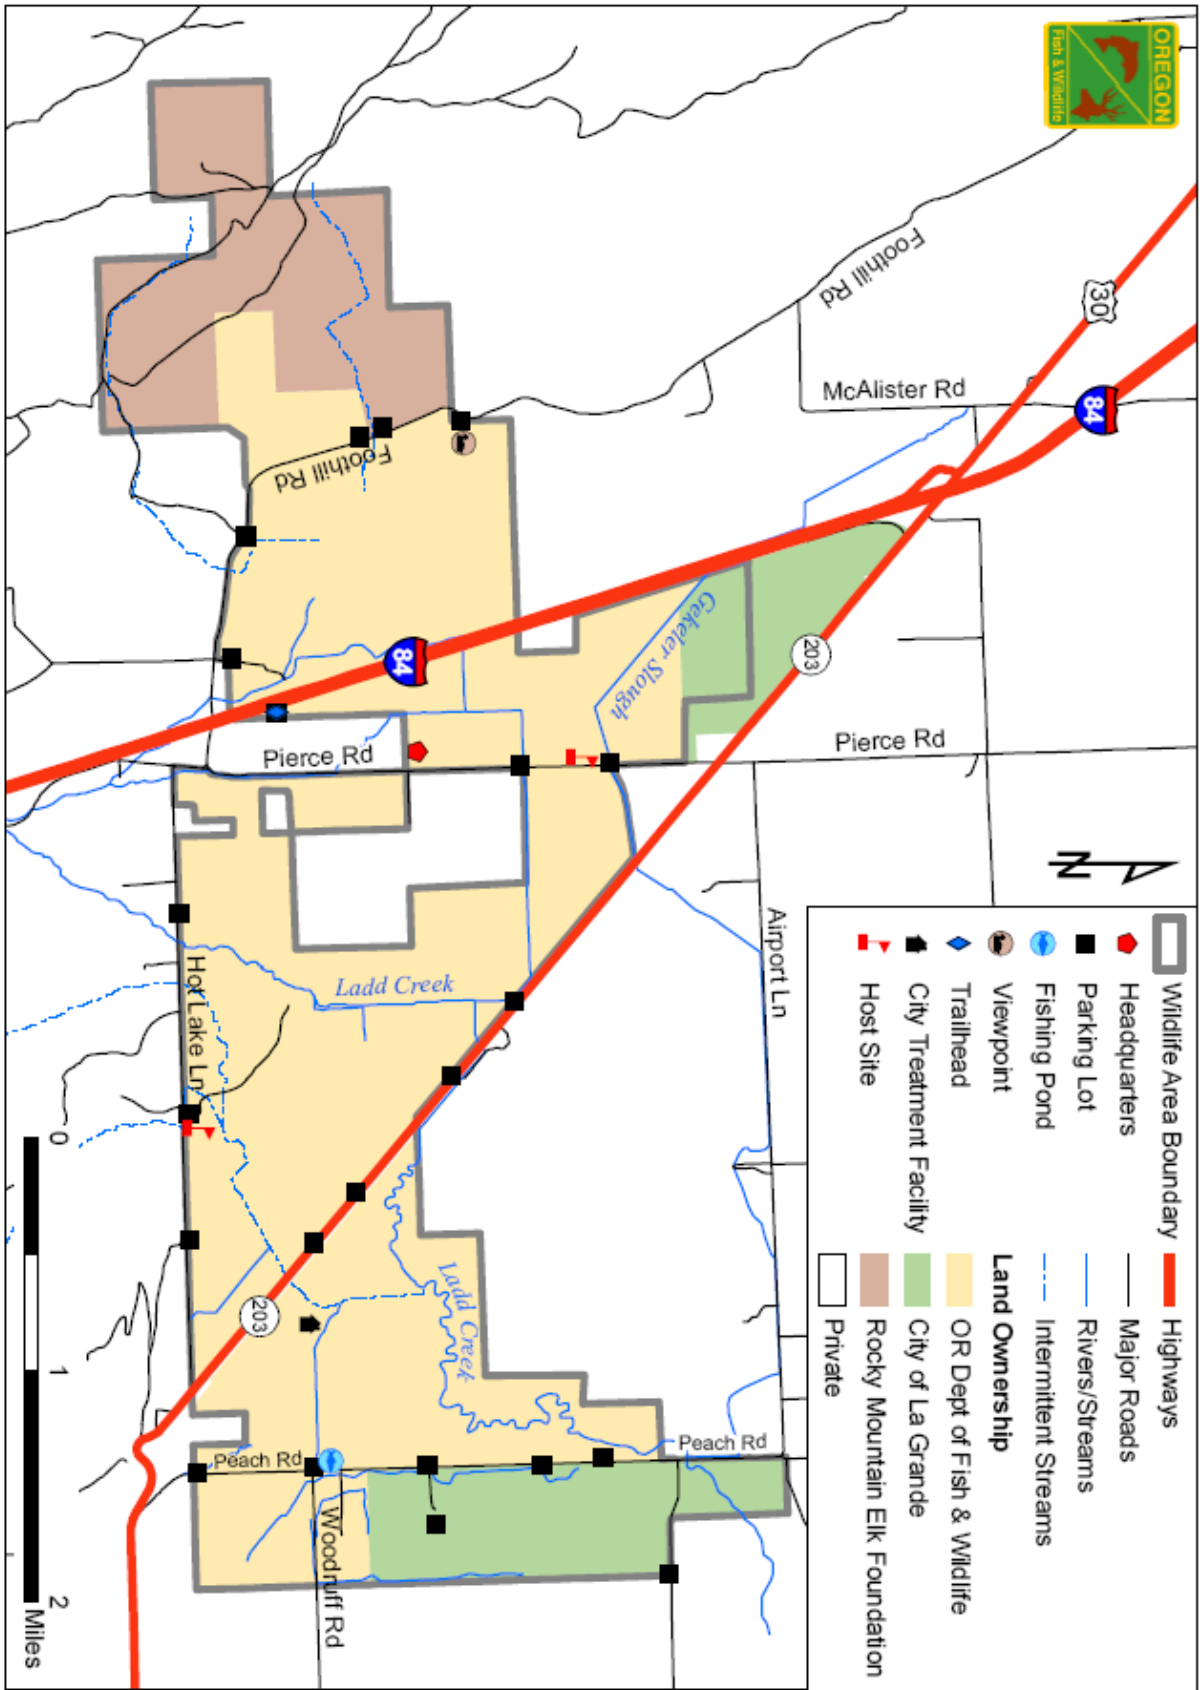 OREGON
Fish & Wildlife
30
84
McAlister Rd
Foothill Rd
Foothill Rd
203
Gekeler Slough
84
Pierce Rd
Pierce Rd
Airport Ln
Ladd Creek
Hot Lake Ln
Ladd Creek
203
Peach Rd
Peach Rd
Woodruff Rd
N
Wildlife Area Boundary
Headquarters
Parking Lot
Fishing Pond
Viewpoint
Trailhead
City Treatment Facility
Host Site
Highways
Major Roads
Rivers/Streams
Intermittent Streams
Land Ownership
OR Dept of Fish & Wildlife
City of La Grande
Rocky Mountain Elk Foundation
Private
0 1 2
Miles